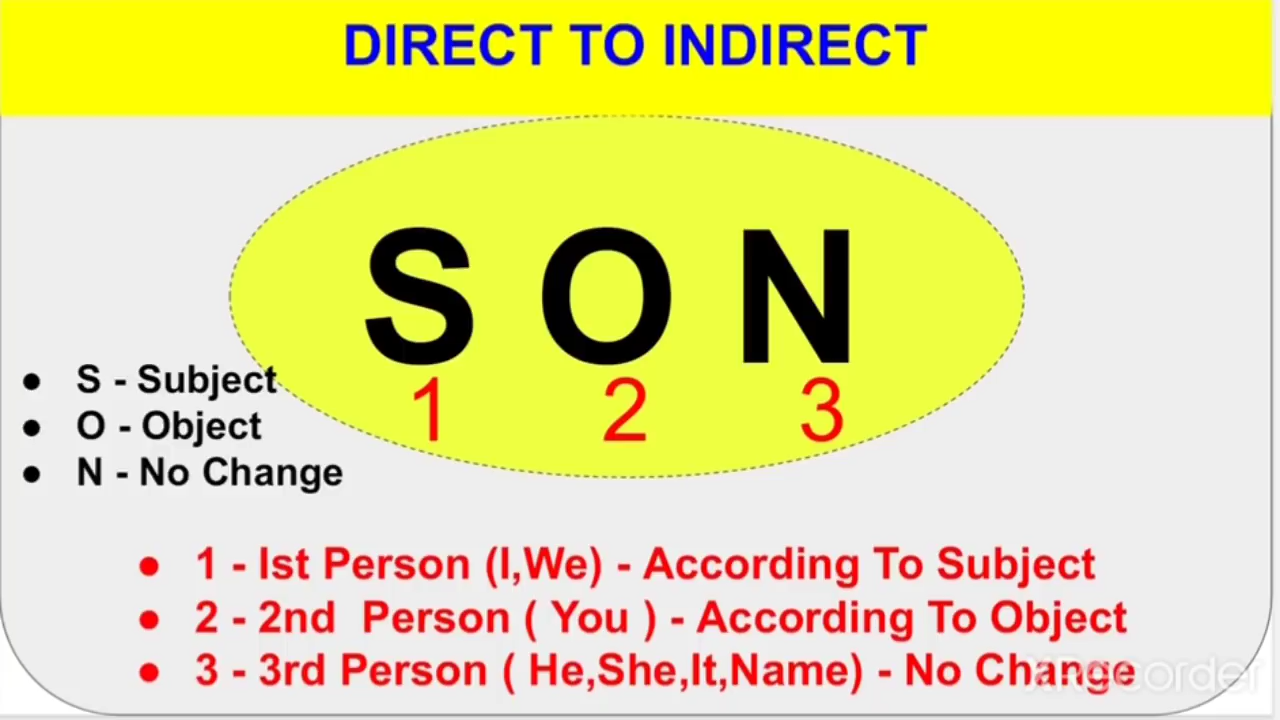 DIRECT TO INDIRECT
S O N
1 2 3
● S - Subject
● O - Object
● N - No Change
● 1 - Ist Person (I,We) - According To Subject
● 2 - 2nd Person ( You ) - According To Object
● 3 - 3rd Person ( He,She,It,Name) - No Change
XRecorder